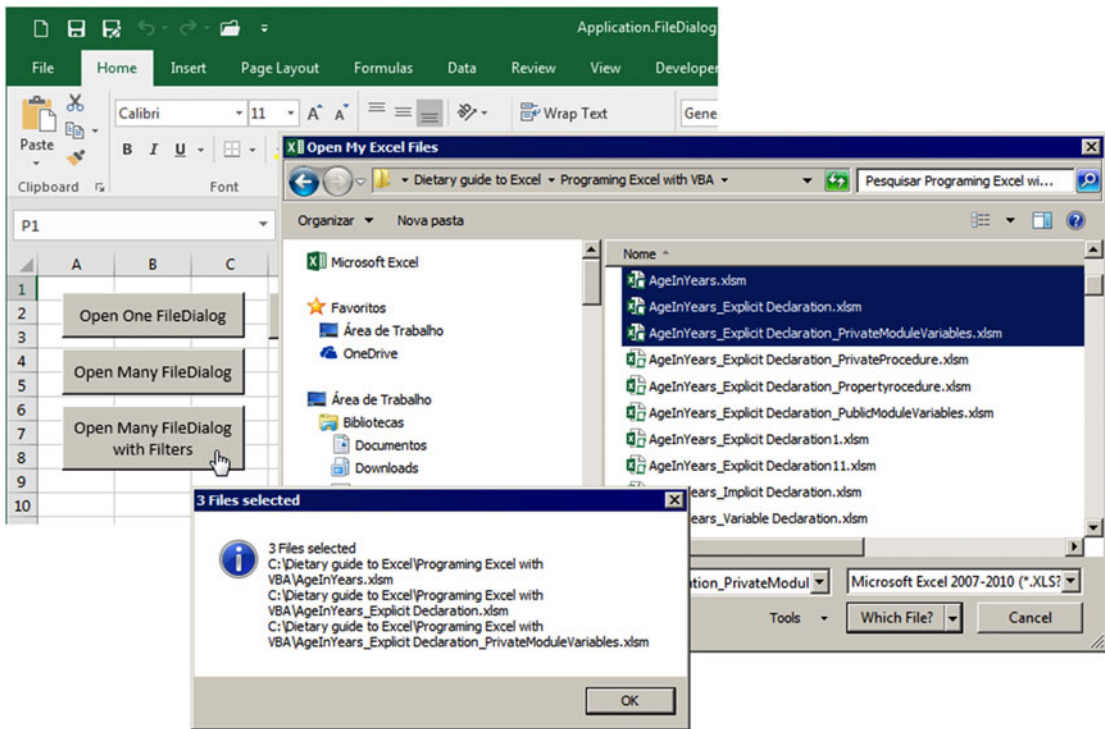 Application.FileDialog
File Home Insert Page Layout Formulas Data Review View Developer
Calibri 11 A A Wrap Text Gene
Paste
B I U
Clipboard Font
P1
A B C
1
2
3
4
5
6
7
8
9
10
Open One FileDialog
Open Many FileDialog
Open Many FileDialog
with Filters
Open My Excel Files
Dietary guide to Excel Programing Excel with VBA Pesquisar Programing Excel wi...
Organizar Nova pasta
Microsoft Excel
Favoritos
Área de Trabalho
OneDrive
Área de Trabalho
Bibliotecas
Documentos
Downloads
Nome
AgeInYears.xlsm
AgeInYears_Explicit Declaration.xlsm
AgeInYears_Explicit Declaration_PrivateModuleVariables.xlsm
AgeInYears_Explicit Declaration_PrivateProcedure.xlsm
AgeInYears_Explicit Declaration_Propertyrocedure.xlsm
AgeInYears_Explicit Declaration_PublicModuleVariables.xlsm
AgeInYears_Explicit Declaration1.xlsm
AgeInYears_Explicit Declaration11.xlsm
ears_Implicit Declaration.xlsm
ears_Variable Declaration.xlsm
ation_PrivateModul Microsoft Excel 2007-2010 (*.XLS?
Tools Which File? Cancel
3 Files selected
3 Files selected
C:\Dietary guide to Excel\Programing Excel with
VBA\AgeInYears.xlsm
C:\Dietary guide to Excel\Programing Excel with
VBA\AgeInYears_Explicit Declaration.xlsm
C:\Dietary guide to Excel\Programing Excel with
VBA\AgeInYears_Explicit Declaration_PrivateModuleVariables.xlsm
OK